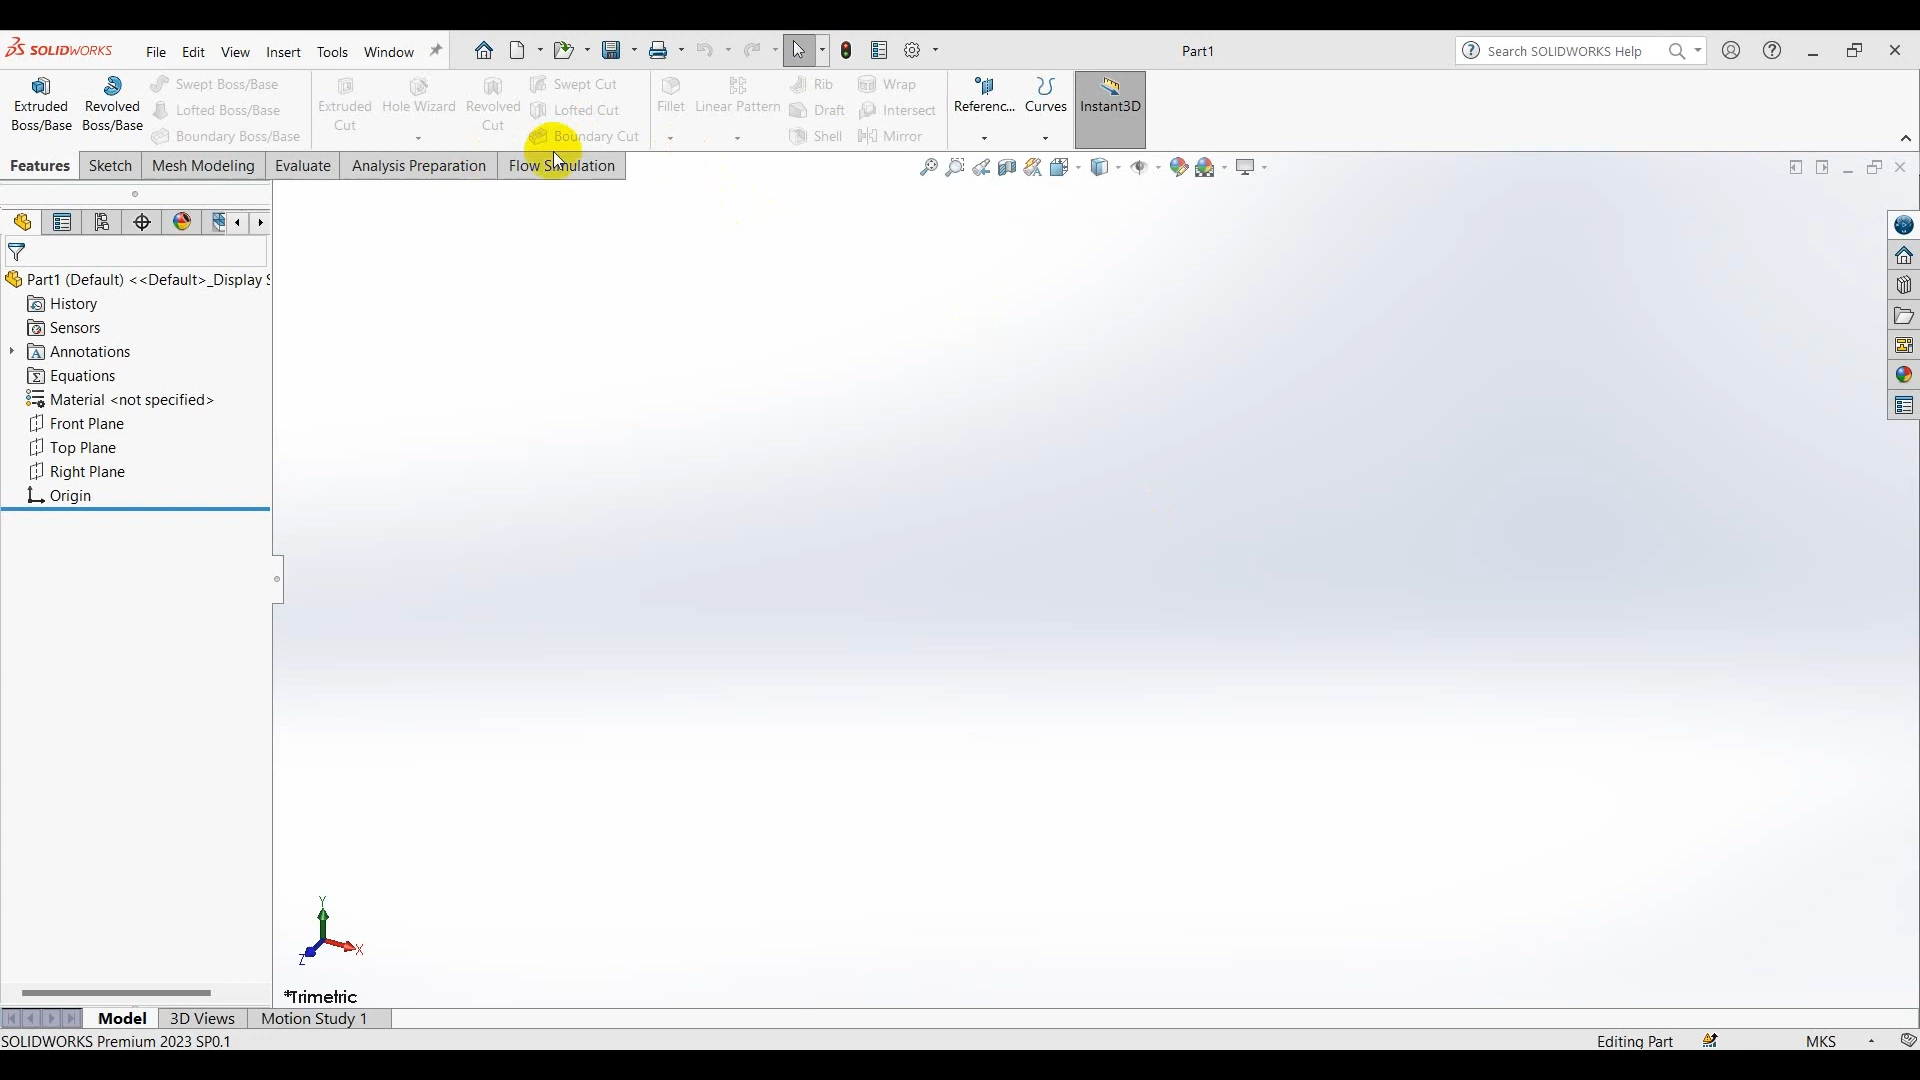 SOLIDWORKS File Edit View Insert Tools Window Part1 Search SOLIDWORKS Help
Extruded Boss/Base
Revolved Boss/Base
Swept Boss/Base
Lofted Boss/Base
Boundary Boss/Base
Extruded Cut
Hole Wizard
Revolved Cut
Swept Cut
Lofted Cut
Boundary Cut
Fillet
Linear Pattern
Rib
Draft
Shell
Wrap
Intersect
Mirror
Referenc...
Curves
Instant3D
Features Sketch Mesh Modeling Evaluate Analysis Preparation Flow Simulation
Part1 (Default) <<Default>_Display S
History
Sensors
Annotations
Equations
Material <not specified>
Front Plane
Top Plane
Right Plane
Origin
Y
X
Z
*Trimetric
Model 3D Views Motion Study 1
SOLIDWORKS Premium 2023 SP0.1 Editing Part MKS